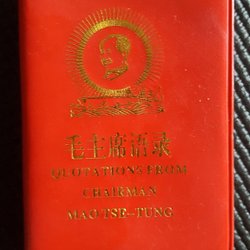 毛主席语录
QUOTATIONS FROM
CHAIRMAN
MAO TSE-TUNG